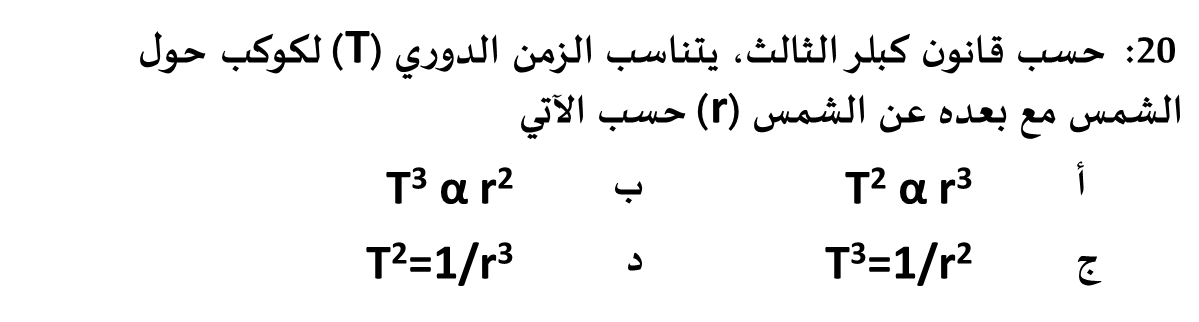 20: حسب قانون كبلر الثالث، يتناسب الزمن الدوري (T) لكوكب حول
الشمس مع بعده عن الشمس (r) حسب الآتي
أ T² α r³ ب T³ α r²
ج T³=1/r² د T²=1/r³